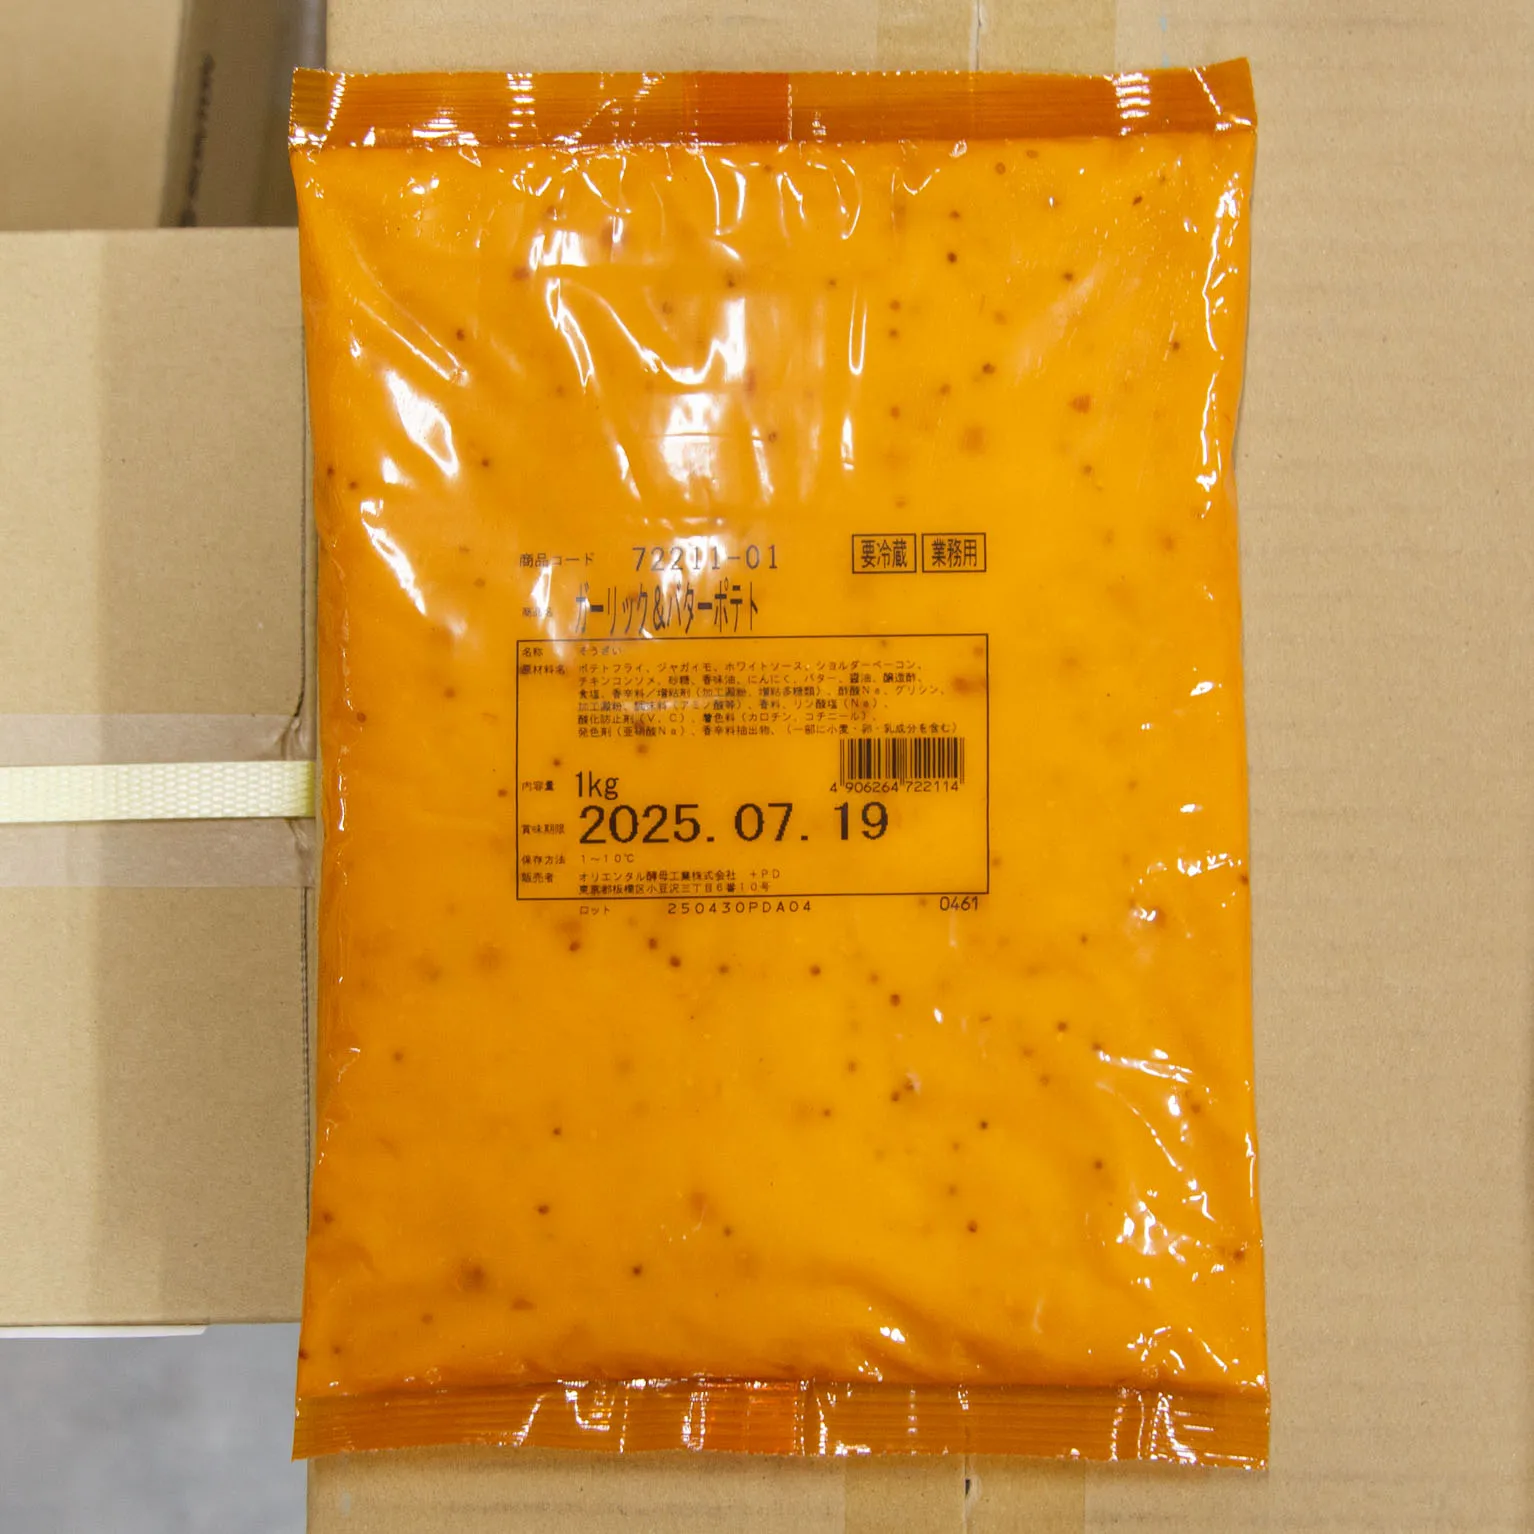 商品コード 72211-01 要冷蔵 業務用
商品名 ガーリック&バターポテト
名称 そうざい
原材料名 ポテトフライ、ジャガイモ、ホワイトソース、ショルダーベーコン、
チキンコンソメ、砂糖、香味油、にんにく、バター、醤油、醸造酢、
食塩、香辛料/増粘剤(加工澱粉、増粘多糖類)、酢酸Na、グリシン、
加工澱粉、調味料(アミノ酸等)、香料、リン酸塩(Na)、
酸化防止剤(V.C)、着色料(カロチン、コチニール)、
発色剤(亜硝酸Na)、香辛料抽出物、(一部に小麦・卵・乳成分を含む)
内容量 1kg
4 906264 722114
賞味期限 2025.07.19
保存方法 1~10℃
販売者 オリエンタル酵母工業株式会社 +PD
東京都板橋区小豆沢三丁目6番10号
ロット 250430PDA04 0461